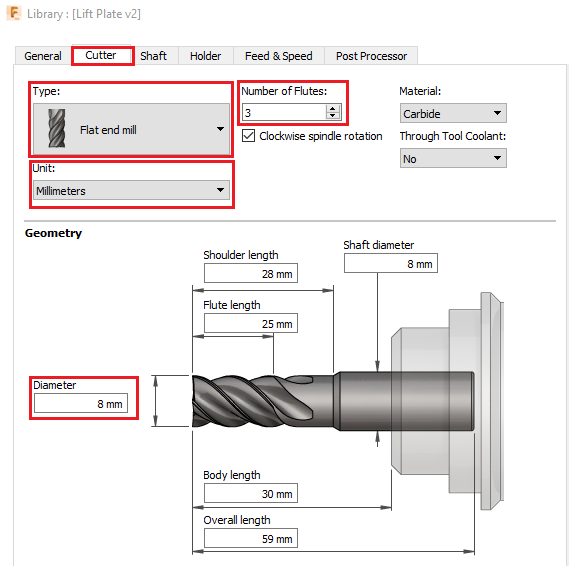 Library : [Lift Plate v2]
General Cutter Shaft Holder Feed & Speed Post Processor
Type: Number of Flutes: Material:
Flat end mill 3 Carbide
Clockwise spindle rotation Through Tool Coolant:
Unit: No
Millimeters
Geometry
Shoulder length Shaft diameter
28 mm 8 mm
Flute length
25 mm
Diameter
8 mm
Body length
30 mm
Overall length
59 mm